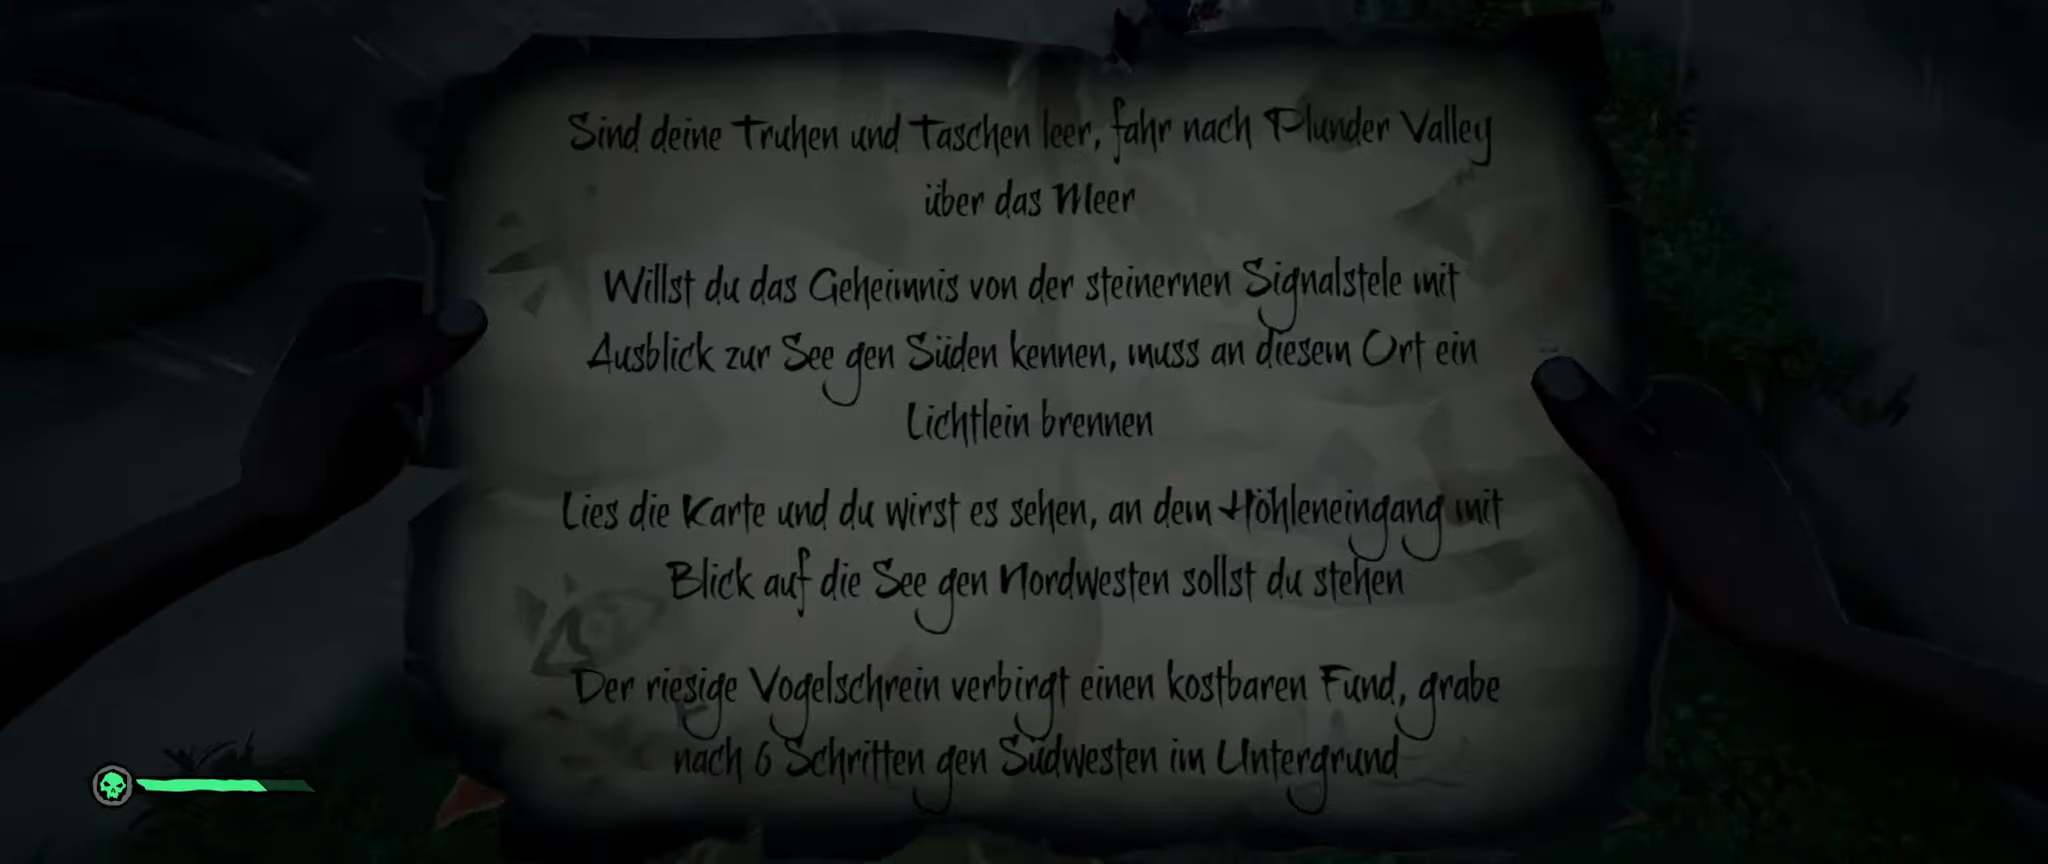 Sind deine Truhen und Taschen leer, fahr nach Plunder Valley
über das Meer
Willst du das Geheimnis von der steinernen Signalstele mit
Ausblick zur See gen Süden kennen, muss an diesem Ort ein
Lichtlein brennen
Lies die Karte und du wirst es sehen, an dem Höhleneingang mit
Blick auf die See gen Nordwesten sollst du stehen
Der riesige Vogelschrein verbirgt einen kostbaren Fund, grabe
nach 6 Schritten gen Südwesten im Untergrund